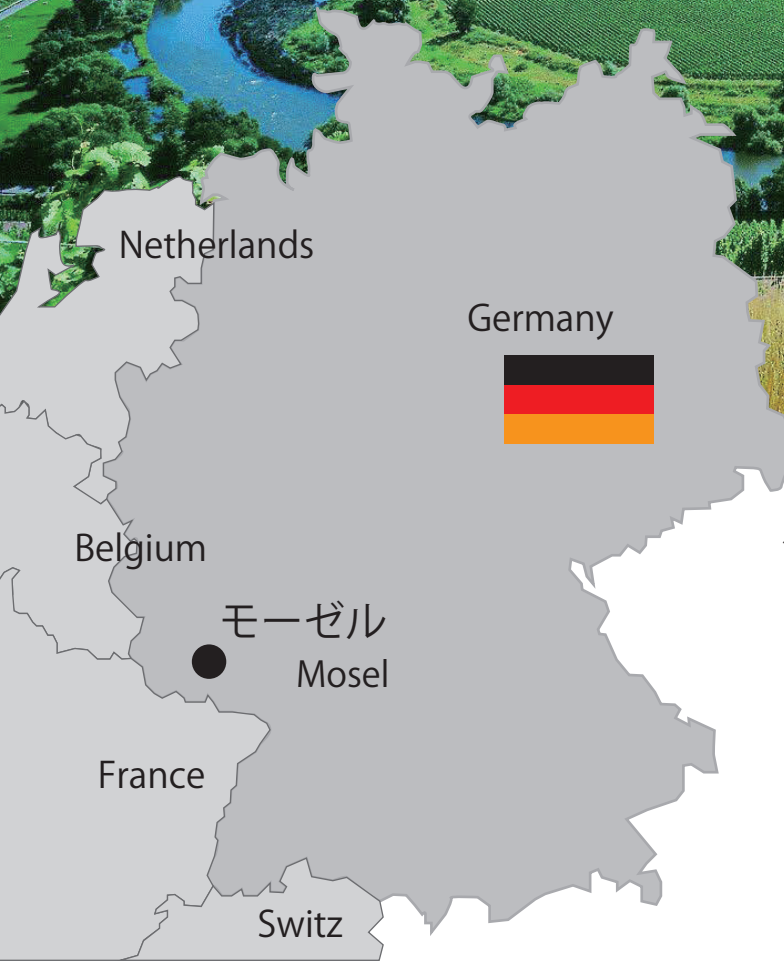 Netherlands
Germany
Belgium
モーゼル
Mosel
France
Switz